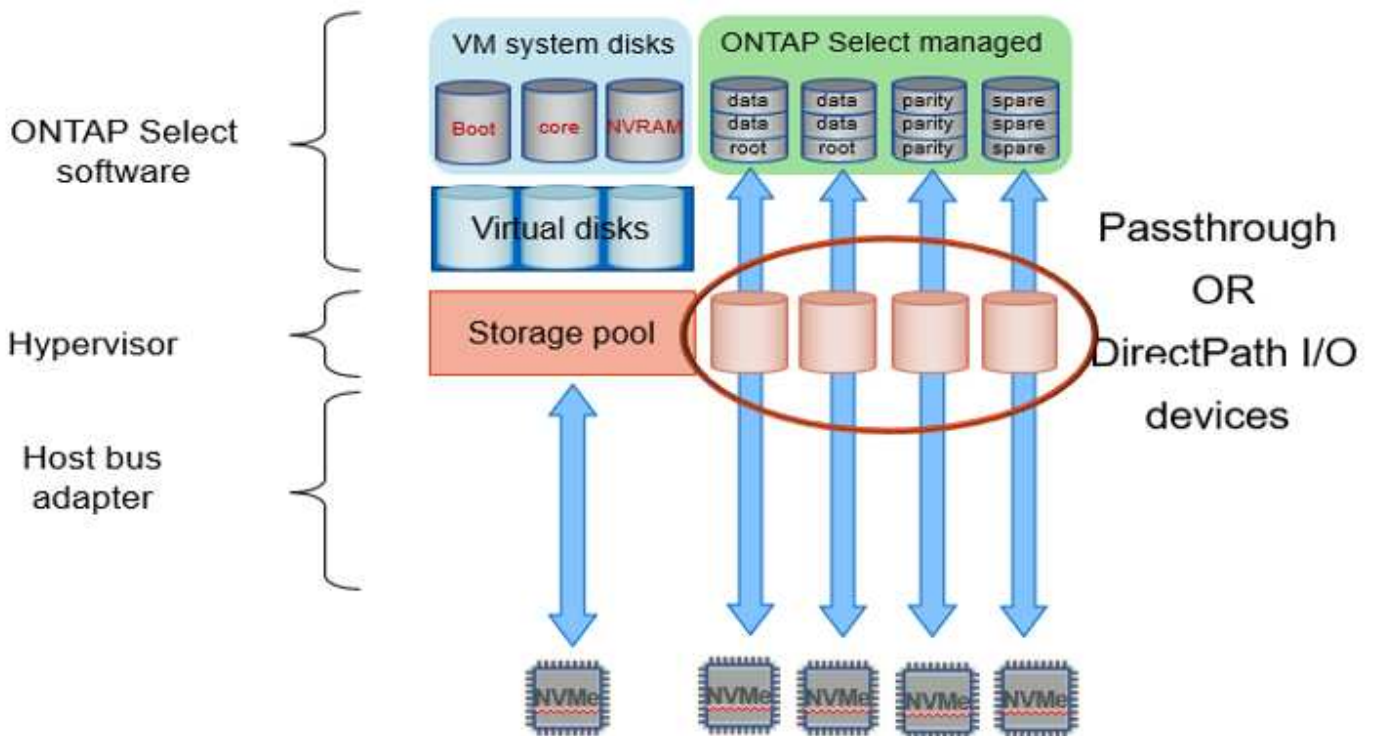 VM system disks
ONTAP Select managed
Boot
core
NVRAM
data
data
root
data
data
root
parity
parity
parity
spare
spare
spare
ONTAP Select
software
Virtual disks
Passthrough
OR
DirectPath I/O
devices
Hypervisor
Storage pool
Host bus
adapter
NVMe
NVMe
NVMe
NVMe
NVMe